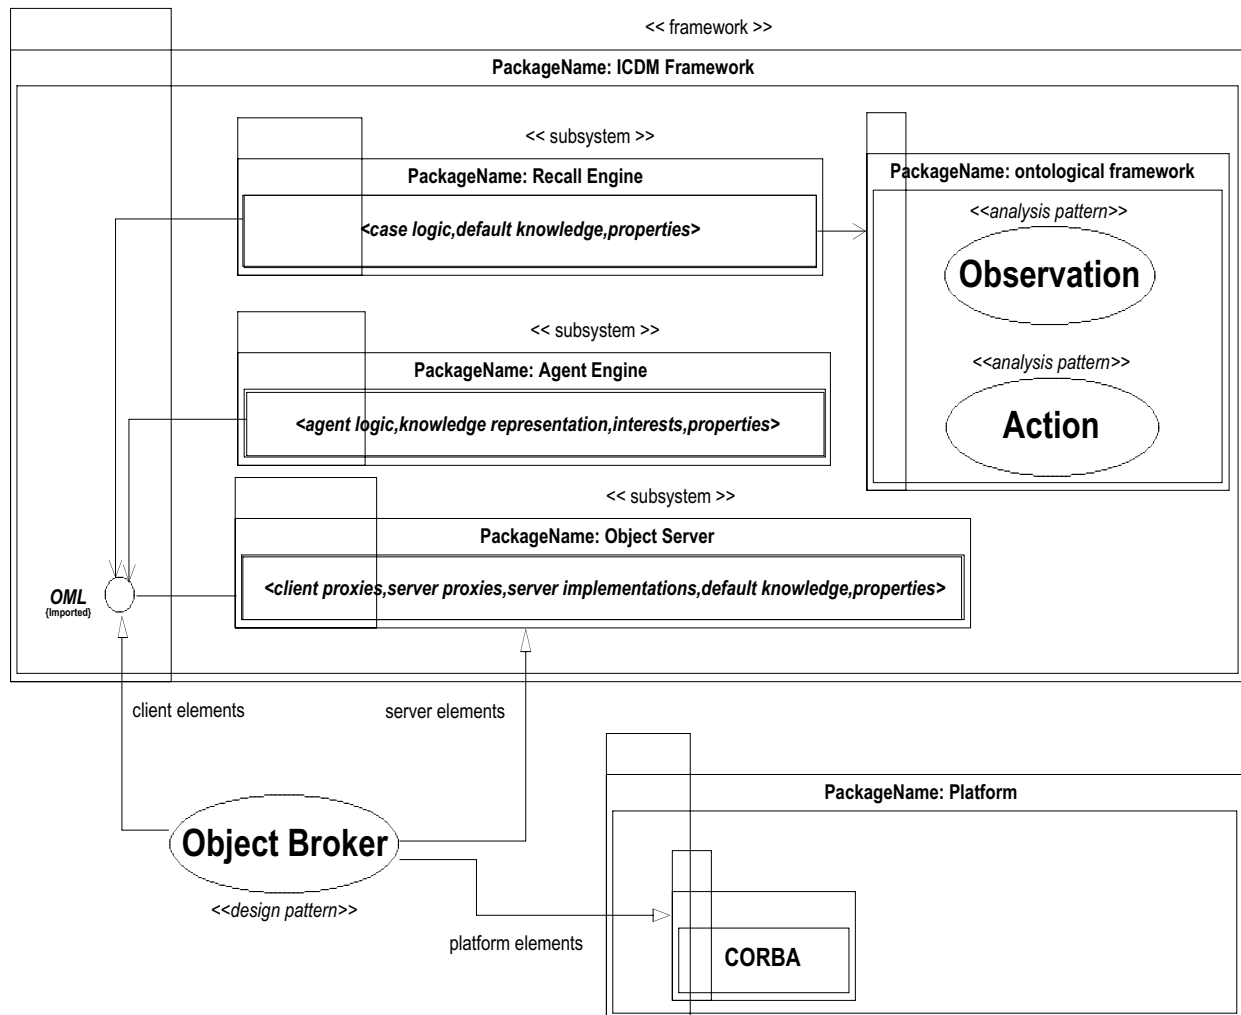 << framework >>
PackageName: ICDM Framework
<< subsystem >>
PackageName: Recall Engine
<case logic,default knowledge,properties>
PackageName: ontological framework
<<analysis pattern>>
Observation
<<analysis pattern>>
Action
<< subsystem >>
PackageName: Agent Engine
<agent logic,knowledge representation,interests,properties>
<< subsystem >>
PackageName: Object Server
<client proxies,server proxies,server implementations,default knowledge,properties>
OML
{Imported}
client elements
server elements
Object Broker
<<design pattern>>
platform elements
PackageName: Platform
CORBA